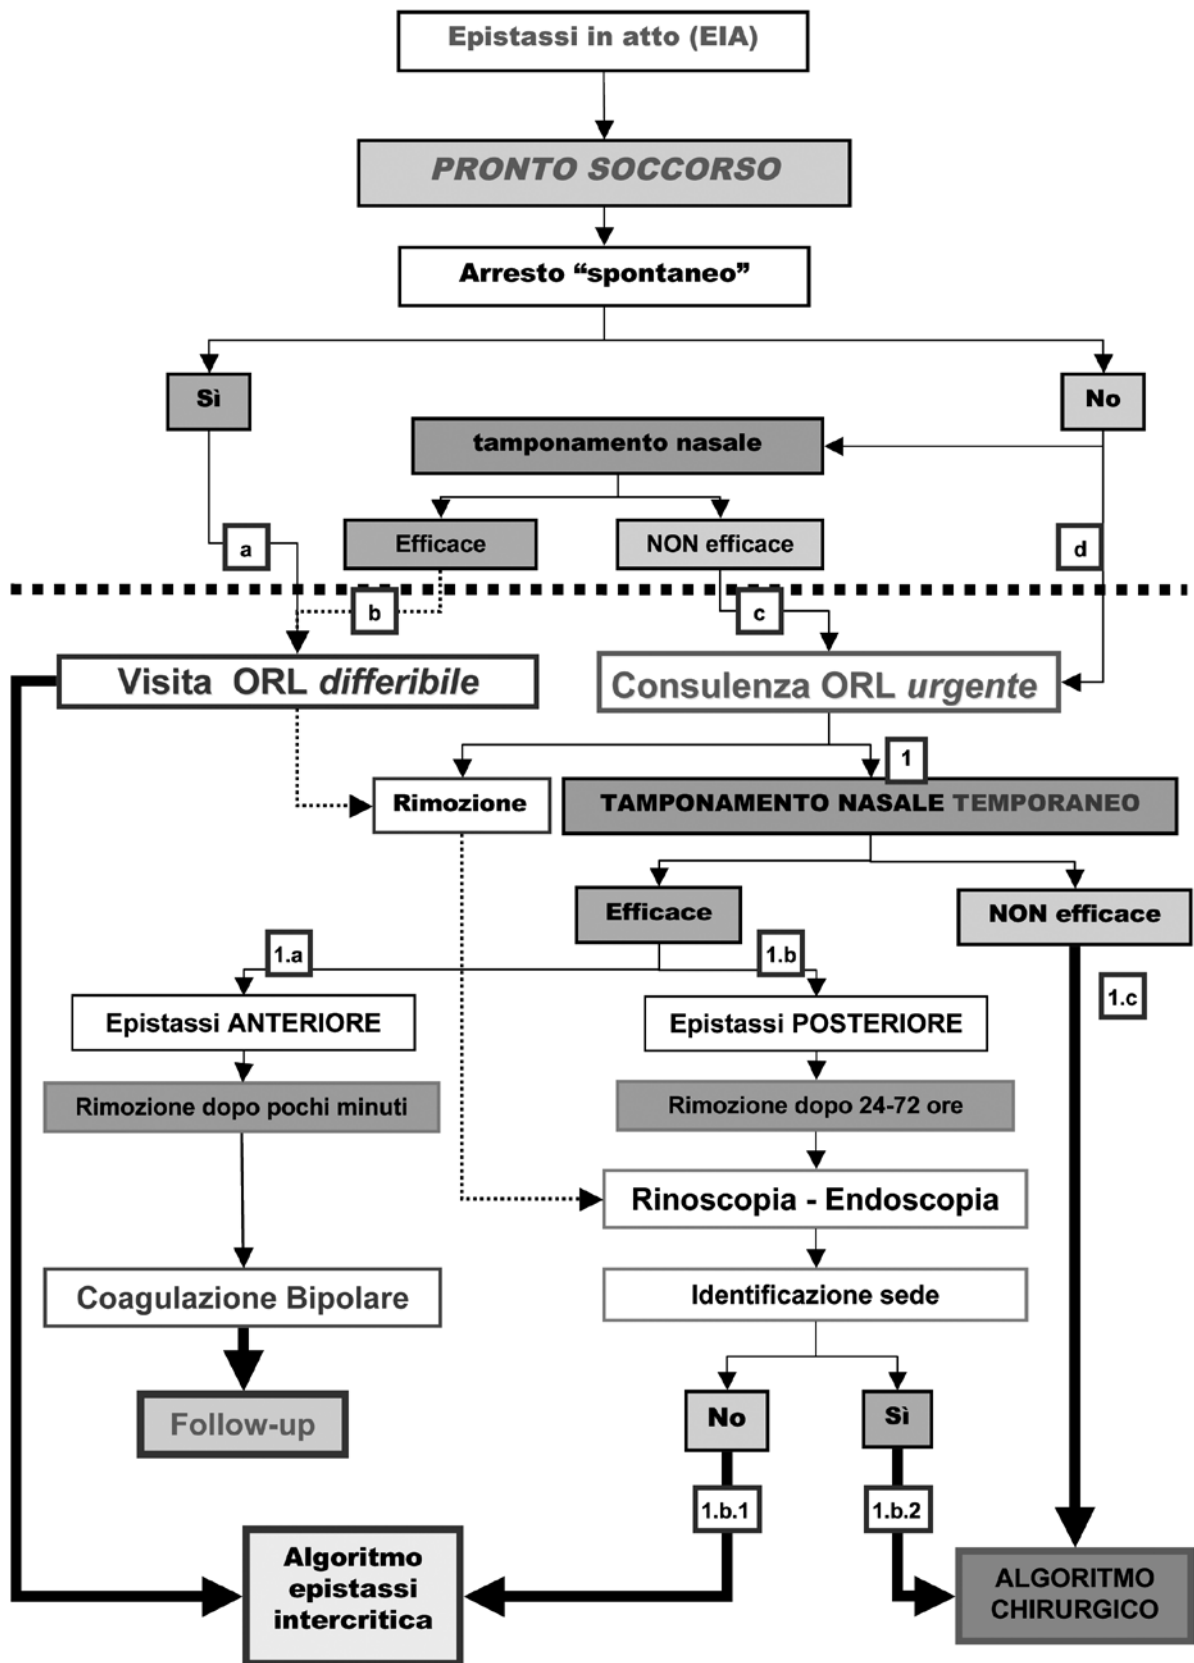 Epistassi in atto (EIA)
PRONTO SOCCORSO
Arresto “spontaneo”
Sì
No
tamponamento nasale
Efficace
NON efficace
a
d
b
c
Visita ORL differibile
Consulenza ORL urgente
1
Rimozione
TAMPONAMENTO NASALE TEMPORANEO
Efficace
NON efficace
1.a
1.b
1.c
Epistassi ANTERIORE
Epistassi POSTERIORE
Rimozione dopo pochi minuti
Rimozione dopo 24-72 ore
Rinoscopia - Endoscopia
Coagulazione Bipolare
Identificazione sede
Follow-up
No
Sì
1.b.1
1.b.2
Algoritmo
epistassi
intercritica
ALGORITMO
CHIRURGICO